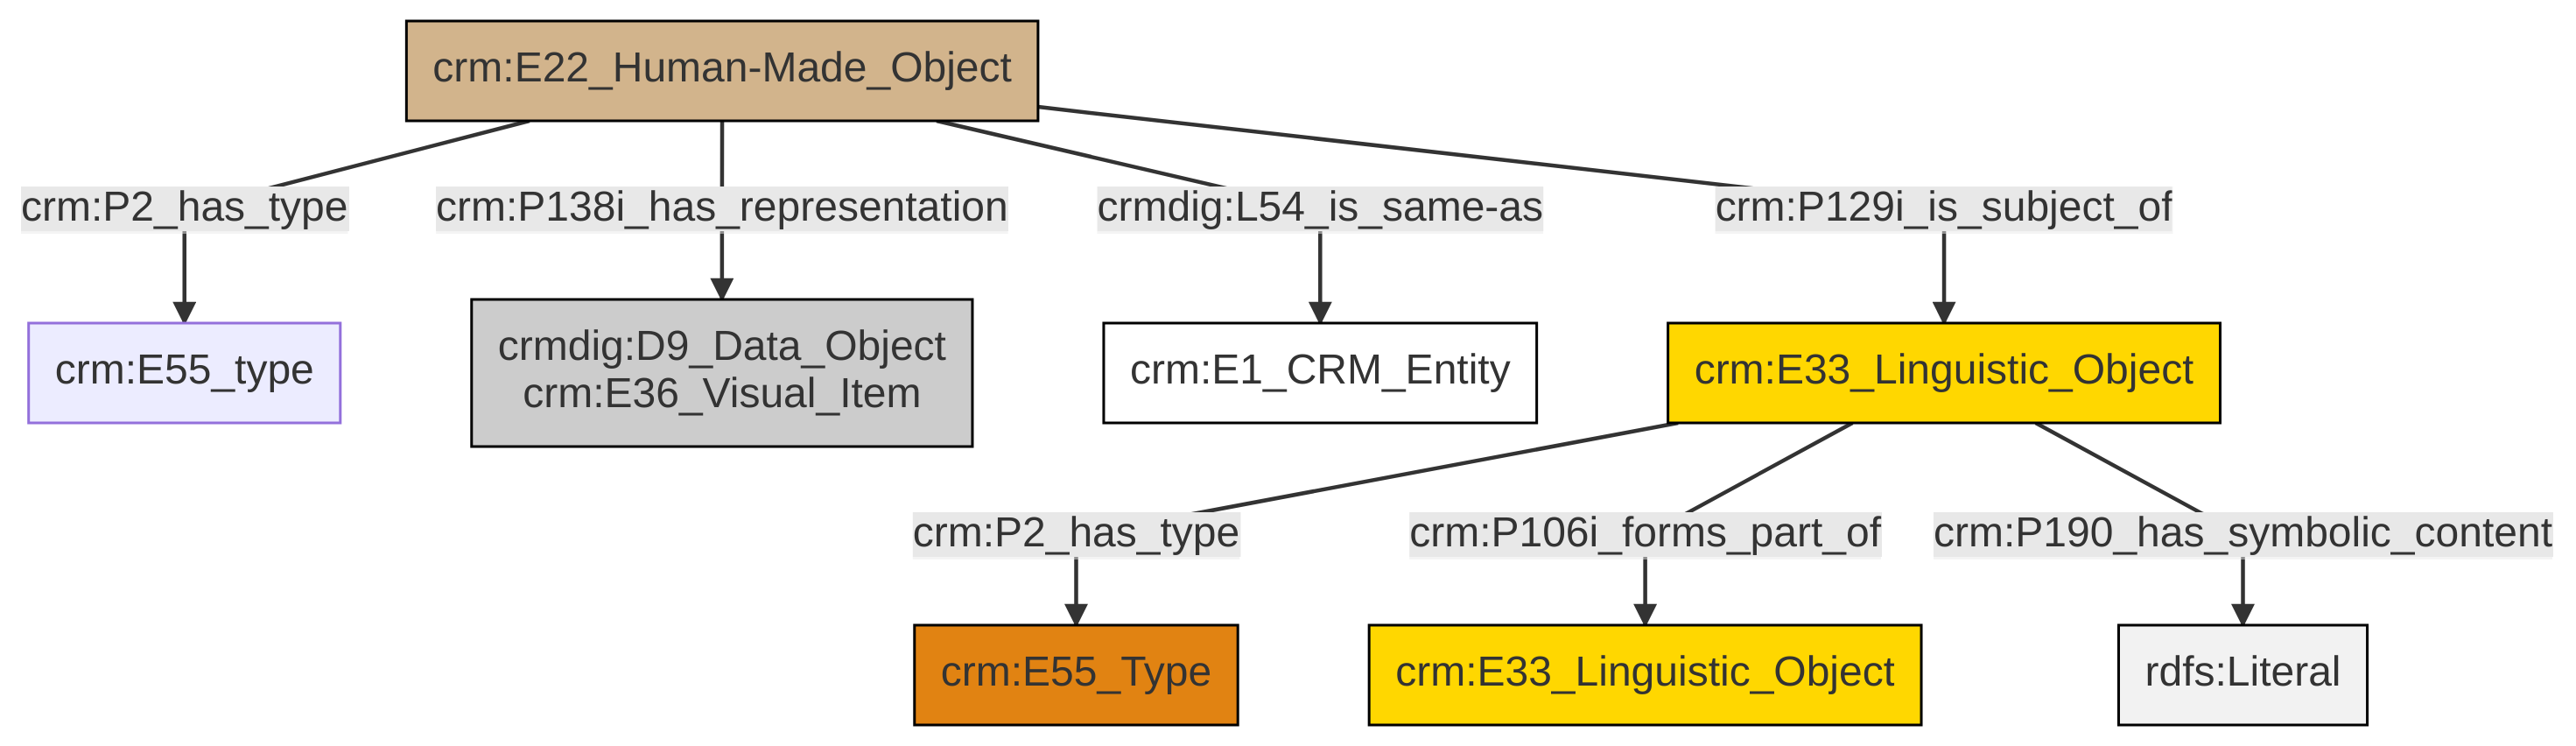 crm:E22_Human-Made_Object
crm:P2_has_type
crm:P138i_has_representation
crmdig:L54_is_same-as
crm:P129i_is_subject_of
crm:E55_type
crmdig:D9_Data_Object
crm:E36_Visual_Item
crm:E1_CRM_Entity
crm:E33_Linguistic_Object
crm:P2_has_type
crm:P106i_forms_part_of
crm:P190_has_symbolic_content
crm:E55_Type
crm:E33_Linguistic_Object
rdfs:Literal